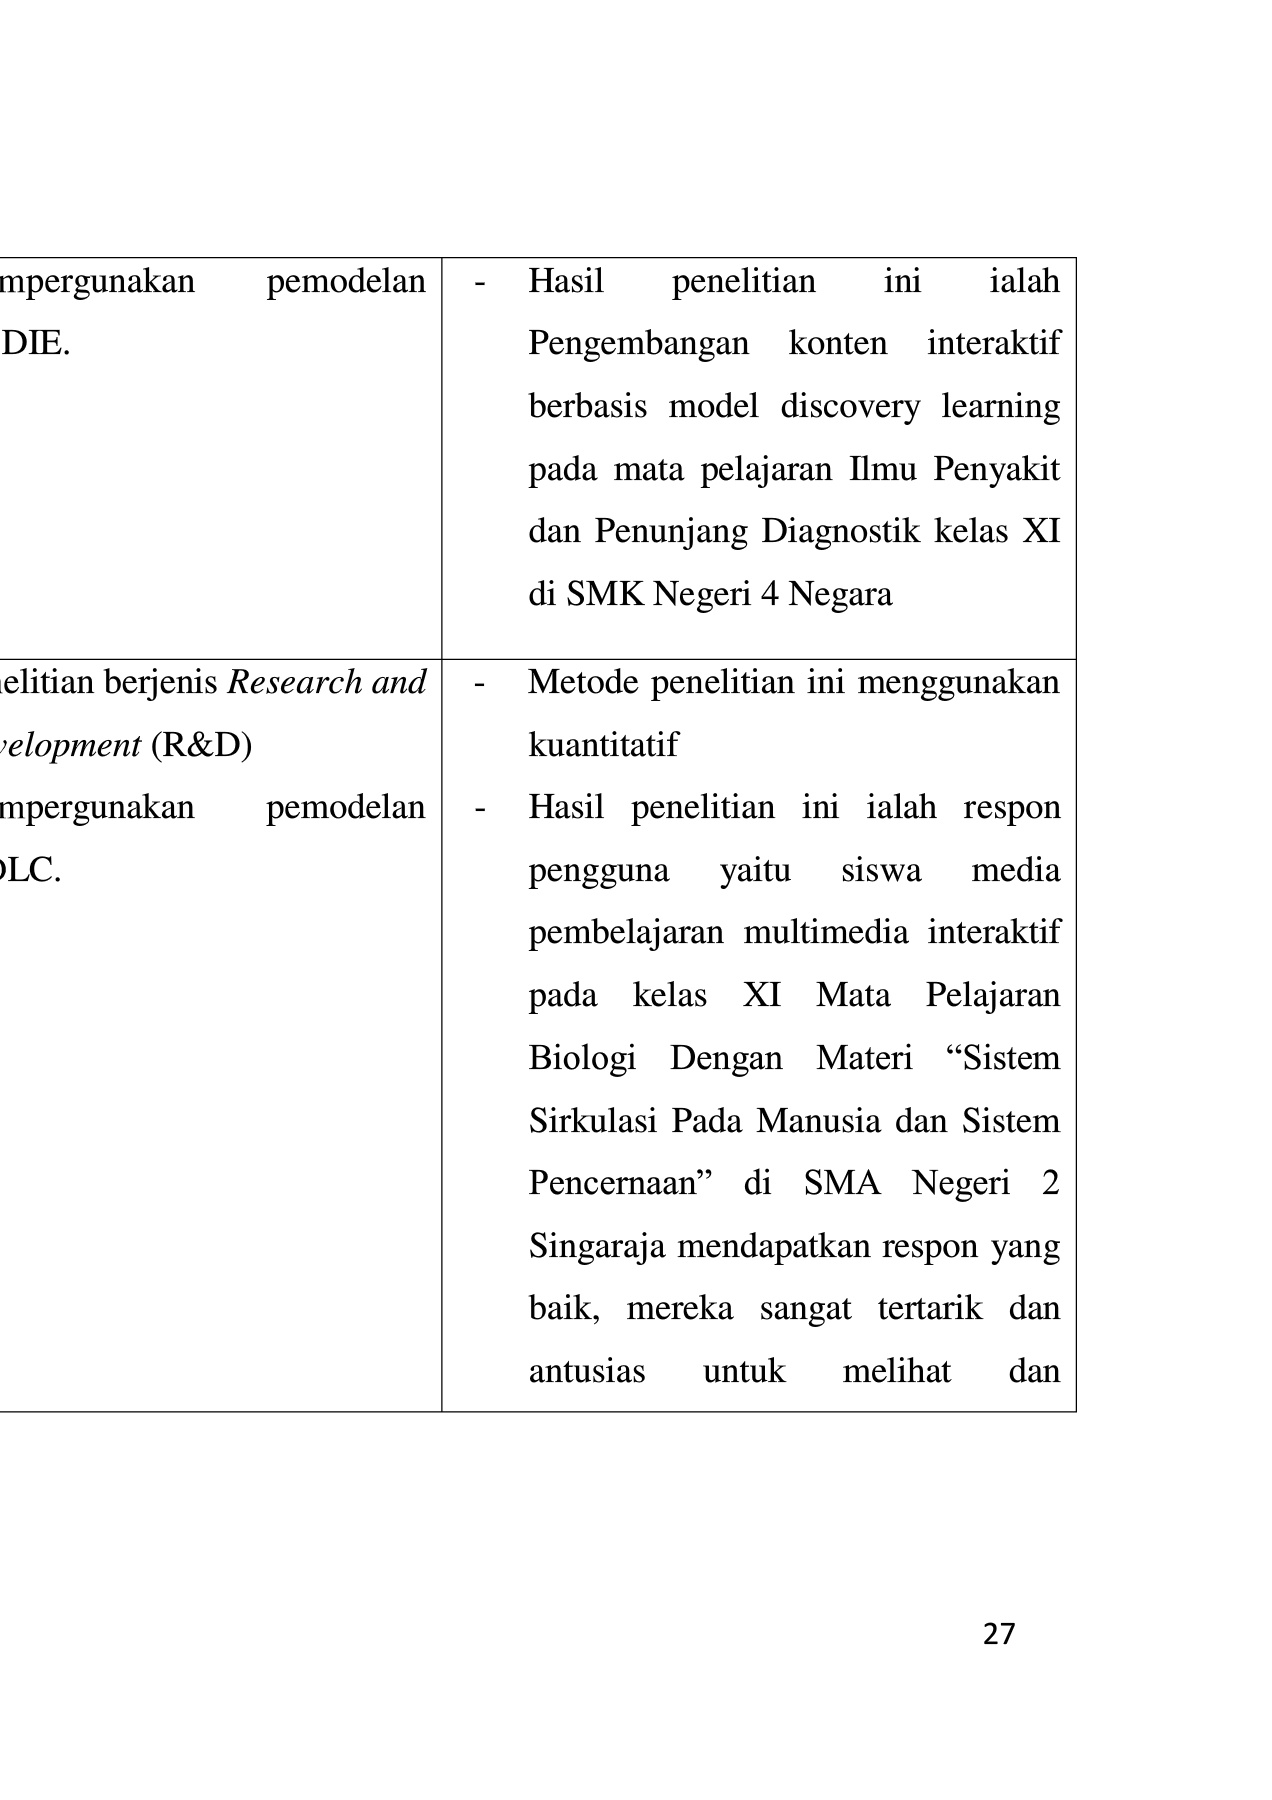 mpergunakan pemodelan
DIE.
- Hasil penelitian ini ialah
Pengembangan konten interaktif
berbasis model discovery learning
pada mata pelajaran Ilmu Penyakit
dan Penunjang Diagnostik kelas XI
di SMK Negeri 4 Negara
elitian berjenis Research and
velopment (R&D)
mpergunakan pemodelan
DLC.
- Metode penelitian ini menggunakan
kuantitatif
- Hasil penelitian ini ialah respon
pengguna yaitu siswa media
pembelajaran multimedia interaktif
pada kelas XI Mata Pelajaran
Biologi Dengan Materi “Sistem
Sirkulasi Pada Manusia dan Sistem
Pencernaan” di SMA Negeri 2
Singaraja mendapatkan respon yang
baik, mereka sangat tertarik dan
antusias untuk melihat dan
27